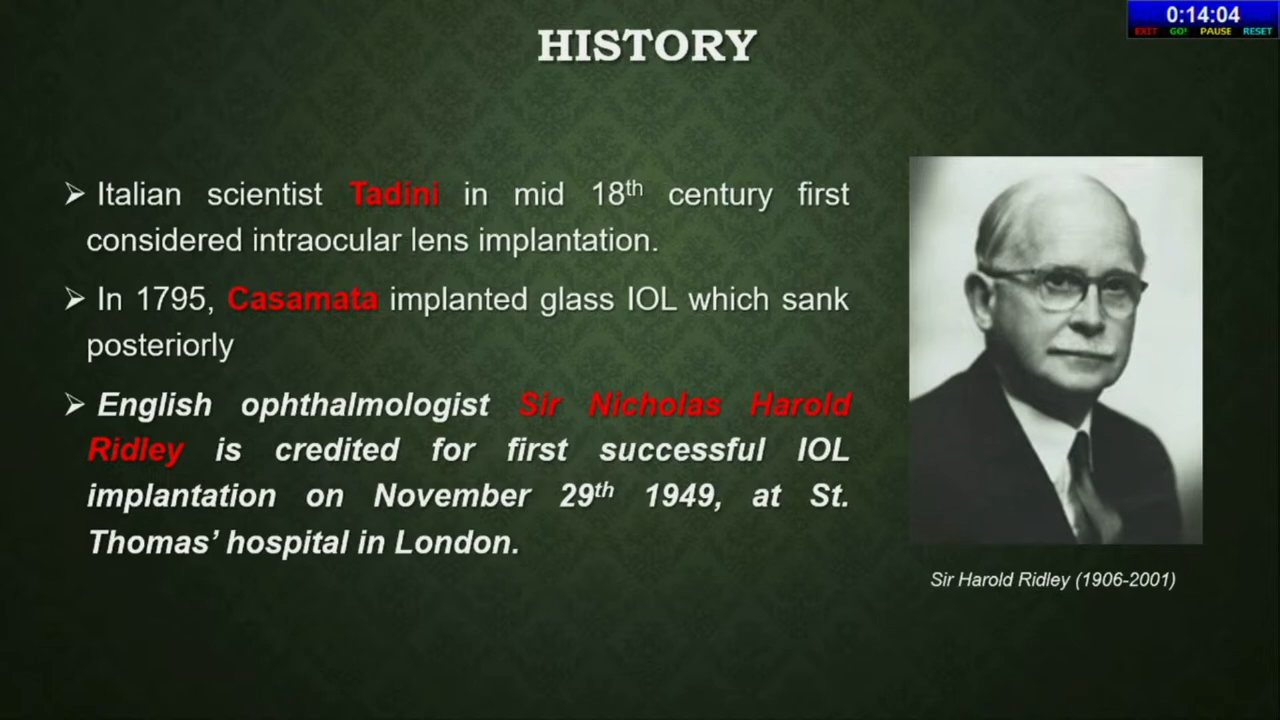 0:14:04
EXIT GO! PAUSE RESET
HISTORY
➢ Italian scientist Tadini in mid 18th century first
considered intraocular lens implantation.
➢ In 1795, Casamata implanted glass IOL which sank
posteriorly
➢ English ophthalmologist Sir Nicholas Harold
Ridley is credited for first successful IOL
implantation on November 29th 1949, at St.
Thomas’ hospital in London.
Sir Harold Ridley (1906-2001)